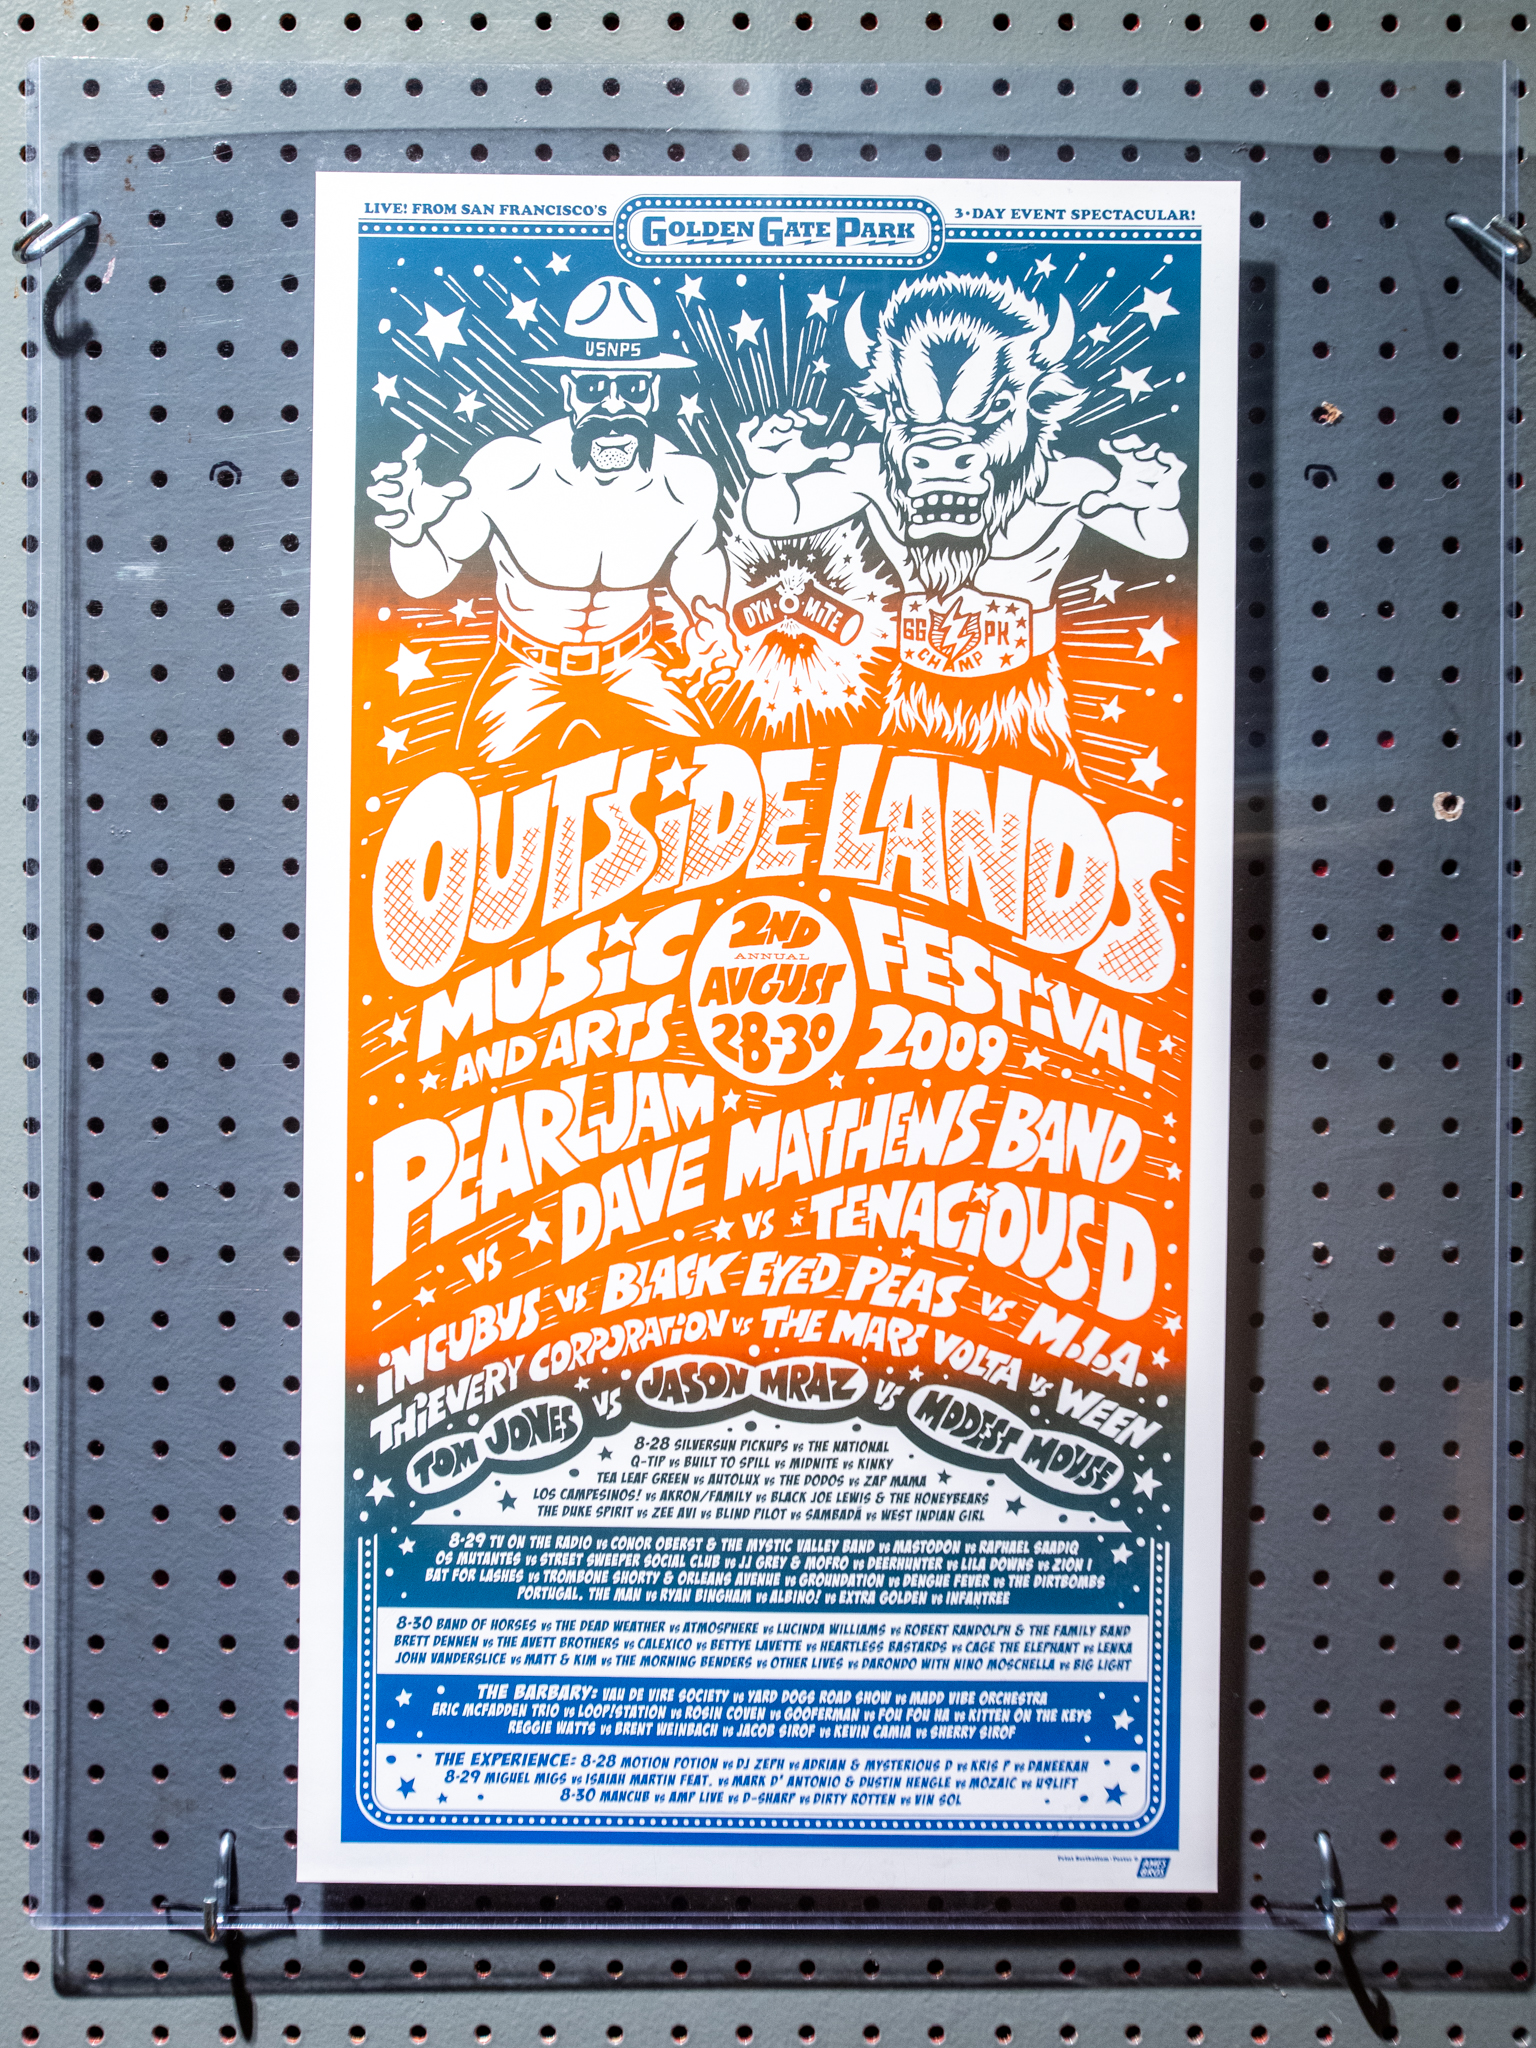 LIVE! FROM SAN FRANCISCO'S
GOLDEN GATE PARK
3·DAY EVENT SPECTACULAR!
USNPS
DYN·O·MITE
GG PK
CHAMP
OUTSiDE LANDS
MUSiC
2ND
ANNUAL
AUGUST
28-30
FESTiVAL
AND ARTS
2009
PEARL JAM
VS DAVE MATTHEWS BAND
VS TENACiOUS D
iNCUBUS VS BLACK EYED PEAS VS M.I.A.
THiEVERY CORPORATiON VS THE MARS VOLTA VS WEEN
TOM JONES VS JASON MRAZ VS MODEST MOUSE
8-28 SILVERSUN PICKUPS VS THE NATIONAL
Q-TIP VS BUILT TO SPILL VS MIDNITE VS KINKY
TEA LEAF GREEN VS AUTOLUX VS THE DODOS VS ZAP MAMA
LOS CAMPESINOS! VS AKRON/FAMILY VS BLACK JOE LEWIS & THE HONEYBEARS
THE DUKE SPIRIT VS ZEE AVI VS BLIND PILOT VS SAMBADÁ VS WEST INDIAN GIRL
8-29 TV ON THE RADIO VS CONOR OBERST & THE MYSTIC VALLEY BAND VS MASTODON VS RAPHAEL SAADIQ
OS MUTANTES VS STREET SWEEPER SOCIAL CLUB VS JJ GREY & MOFRO VS DEERHUNTER VS LILA DOWNS VS ZION I
BAT FOR LASHES VS TROMBONE SHORTY & ORLEANS AVENUE VS GROUNDATION VS DENGUE FEVER VS THE DIRTBOMBS
PORTUGAL. THE MAN VS RYAN BINGHAM VS ALBINO! VS EXTRA GOLDEN VS INFANTREE
8-30 BAND OF HORSES VS THE DEAD WEATHER VS ATMOSPHERE VS LUCINDA WILLIAMS VS ROBERT RANDOLPH & THE FAMILY BAND
BRETT DENNEN VS THE AVETT BROTHERS VS CALEXICO VS BETTYE LAVETTE VS HEARTLESS BASTARDS VS CAGE THE ELEPHANT VS LENKA
JOHN VANDERSLICE VS MATT & KIM VS THE MORNING BENDERS VS OTHER LIVES VS DARONDO WITH NINO MOSCHELLA VS BIG LIGHT
THE BARBARY: VAU DE VIRE SOCIETY VS YARD DOGS ROAD SHOW VS MADD VIBE ORCHESTRA
ERIC MCFADDEN TRIO VS LOOP!STATION VS ROSIN COVEN VS GOOFERMAN VS FOU FOU HA VS KITTEN ON THE KEYS
REGGIE WATTS VS BRENT WEINBACH VS JACOB SIROF VS KEVIN CAMIA VS SHERRY SIROF
THE EXPERIENCE: 8-28 MOTION POTION VS DJ ZEPH VS ADRIAN & MYSTERIOUS D VS KRIS P VS DANEEKAH
8-29 MIGUEL MIGS VS ISAIAH MARTIN FEAT. VS MARK D' ANTONIO & DUSTIN HENGLE VS MOZAIC VS U9LIFT
8-30 MANCUB VS AMP LIVE VS D-SHARP VS DIRTY ROTTEN VS VIN SOL
AMES
BROS